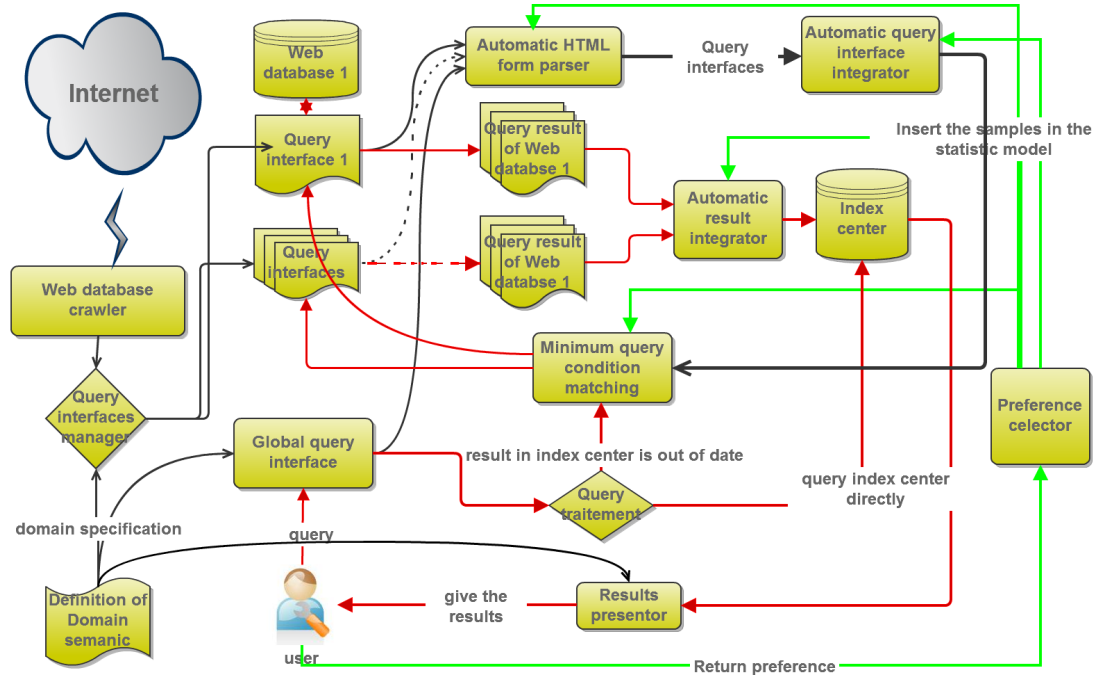 Internet
Web
database 1
Automatic HTML
form parser
Query
interfaces
Automatic query
interface
integrator
Query
interface 1
Query result
of Web
databse 1
Insert the samples in the
statistic model
Automatic
result
integrator
Index
center
Query
interfaces
Query result
of Web
databse 1
Web database
crawler
Minimum query
condition
matching
Query
interfaces
manager
Preference
celector
Global query
interface
result in index center is out of date
query index center
directly
Query
traitement
domain specification
query
Definition of
Domain
semanic
give the
results
Results
presentor
user
Return preference